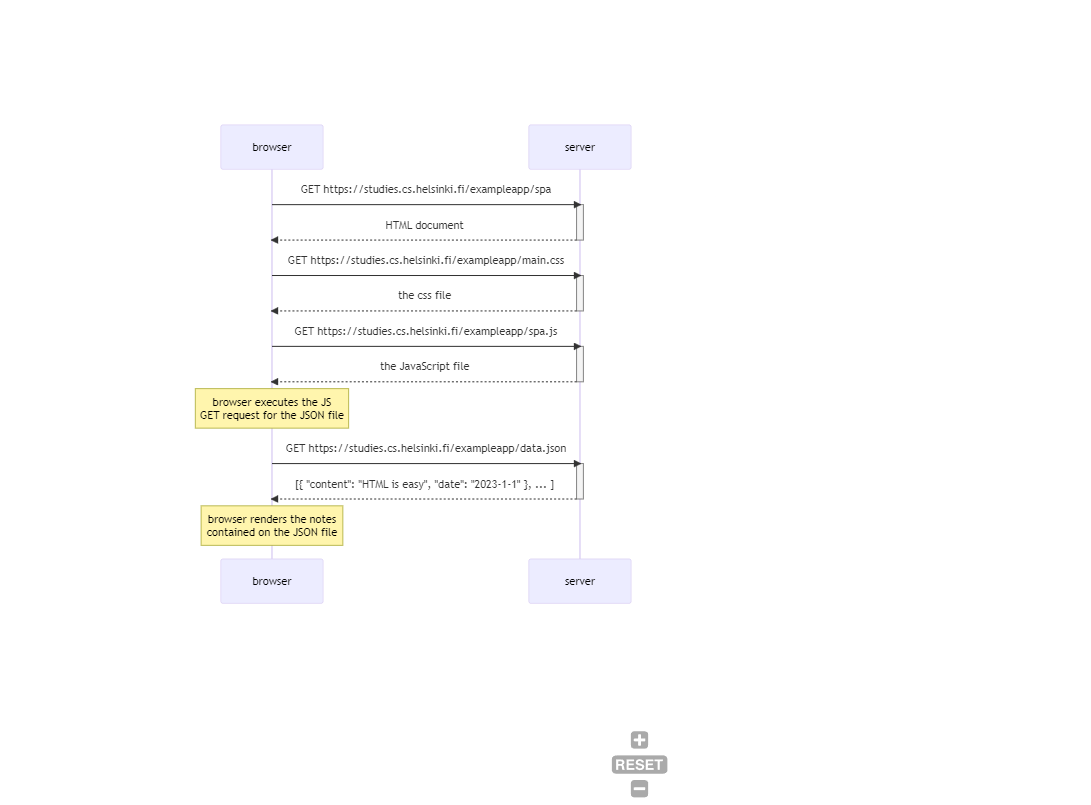 browser
server
GET https://studies.cs.helsinki.fi/exampleapp/spa
HTML document
GET https://studies.cs.helsinki.fi/exampleapp/main.css
the css file
GET https://studies.cs.helsinki.fi/exampleapp/spa.js
the JavaScript file
browser executes the JS
GET request for the JSON file
GET https://studies.cs.helsinki.fi/exampleapp/data.json
[{ "content": "HTML is easy", "date": "2023-1-1" }, ... ]
browser renders the notes
contained on the JSON file
browser
server
RESET